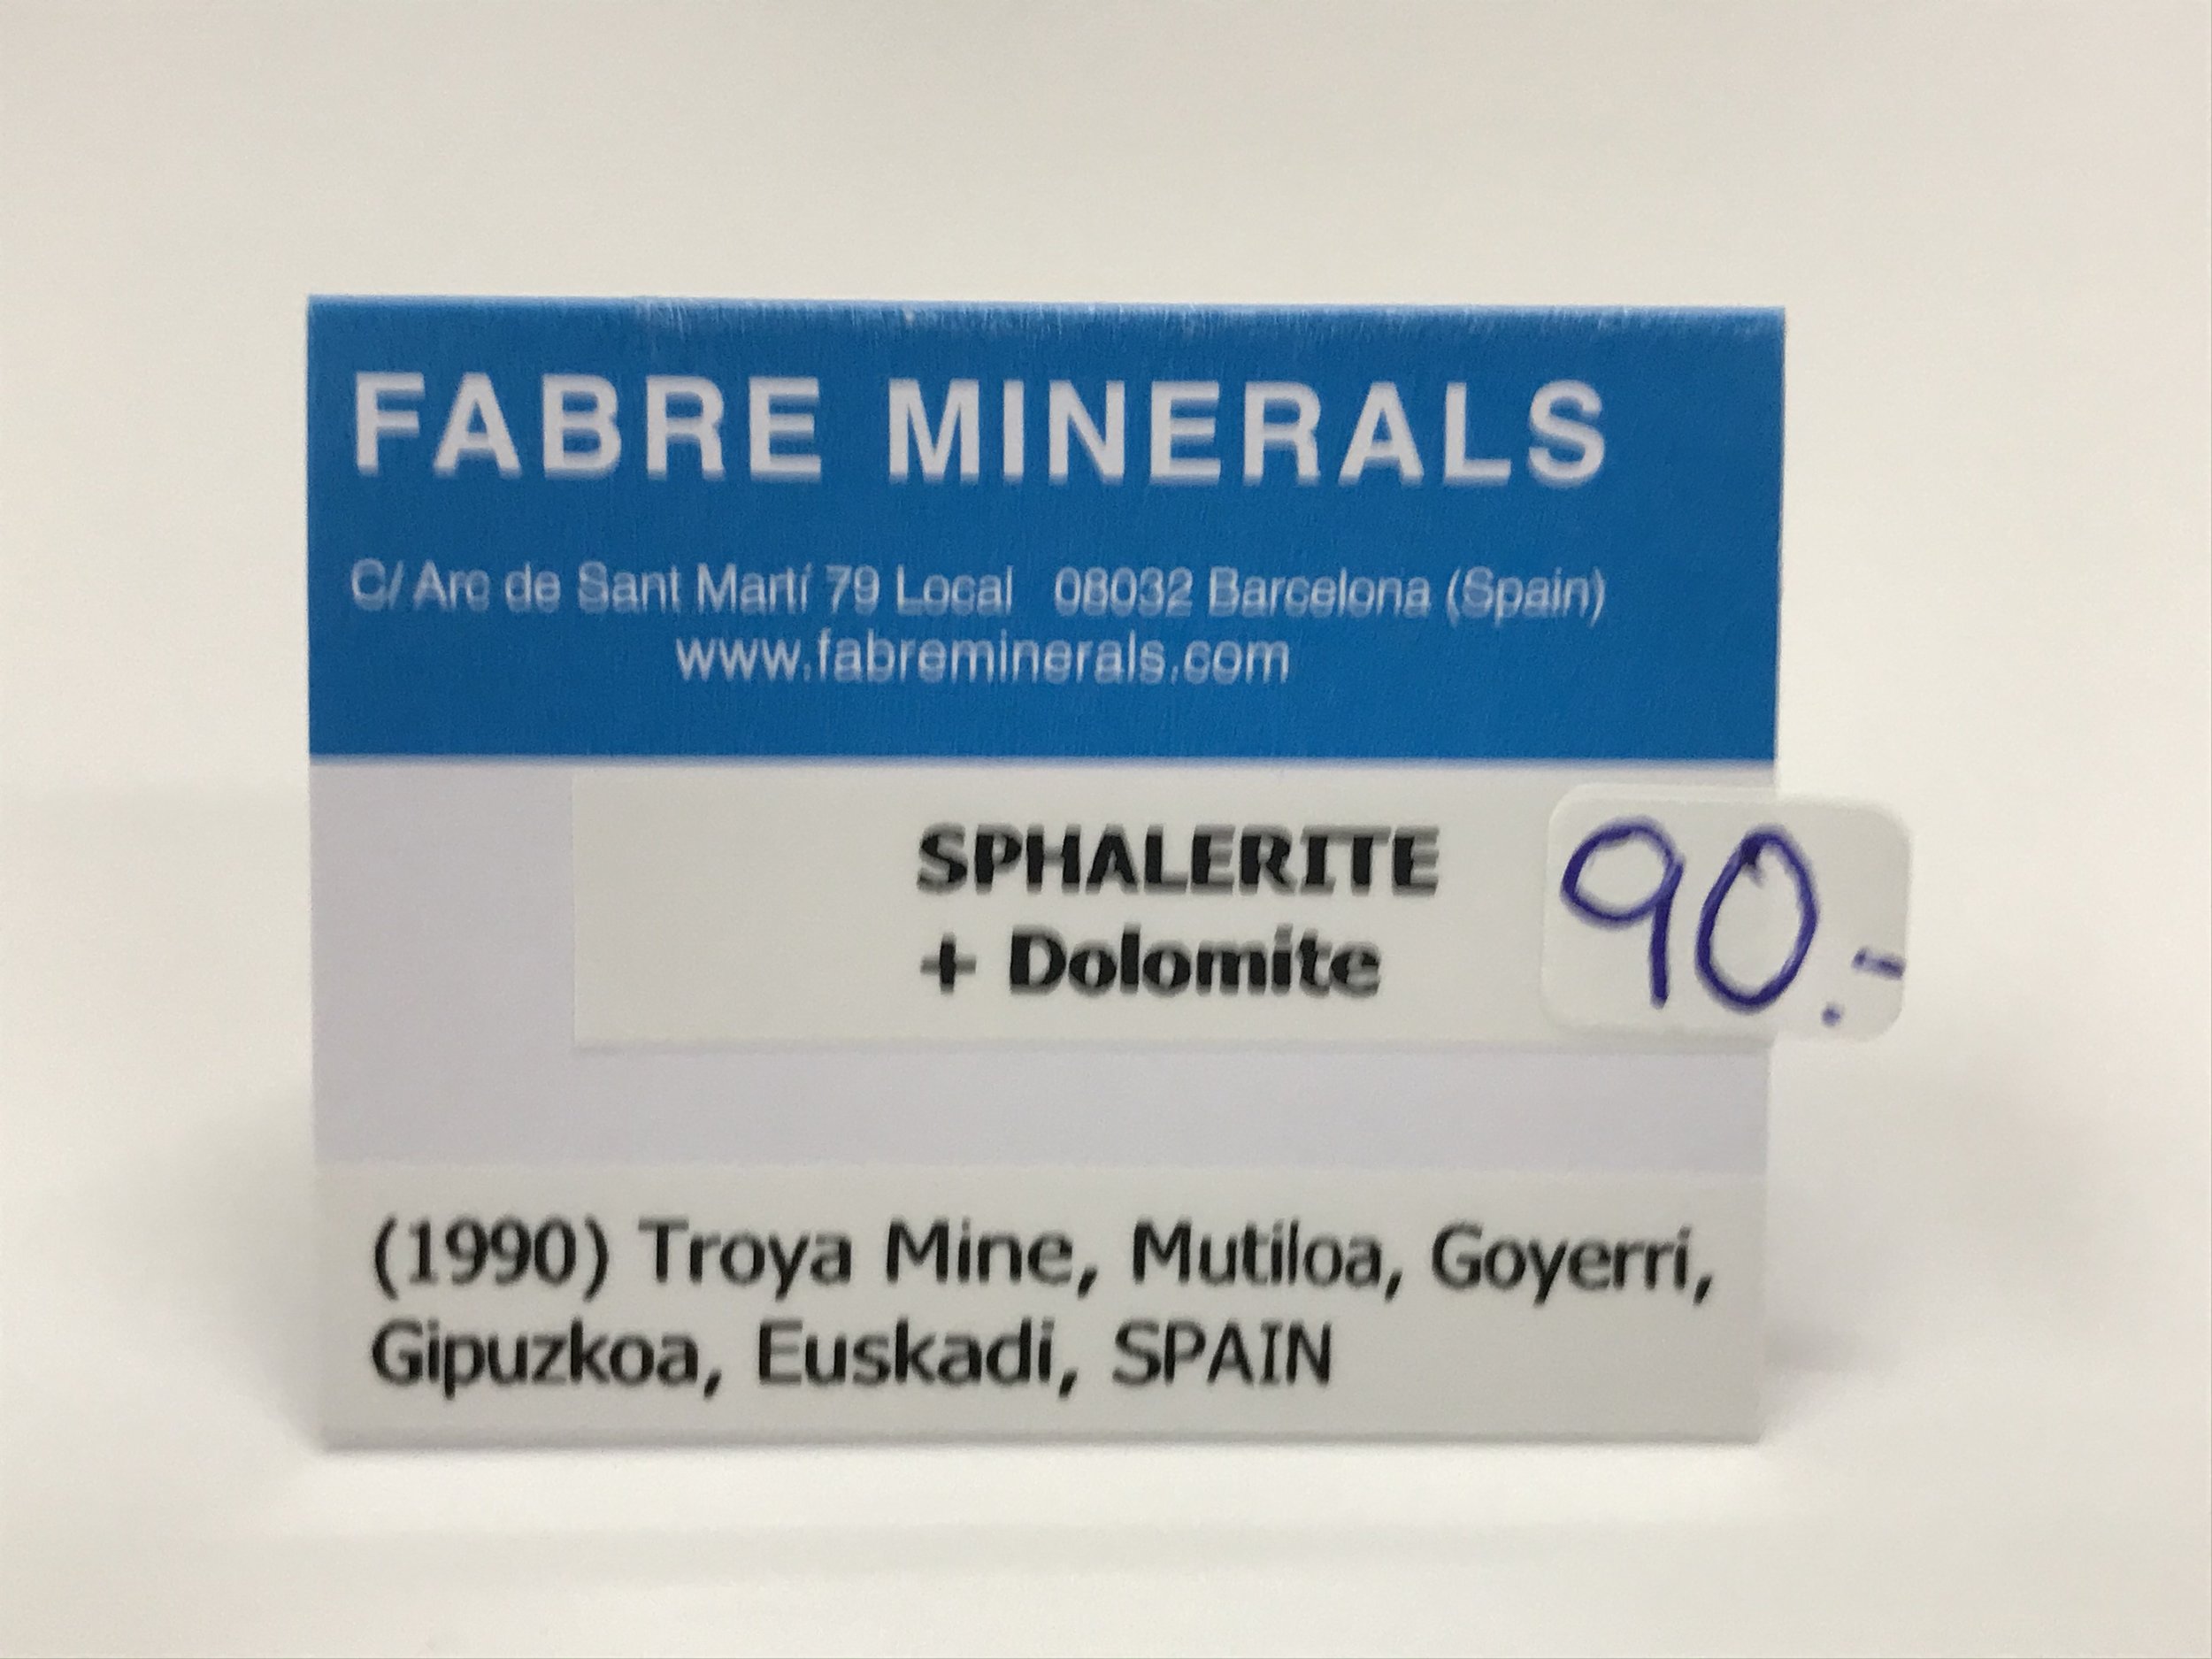 FABRE MINERALS
C/ Arc de Sant Martí 79 Local 08032 Barcelona (Spain)
www.fabreminerals.com
SPHALERITE
+ Dolomite
90.-
(1990) Troya Mine, Mutiloa, Goyerri,
Gipuzkoa, Euskadi, SPAIN